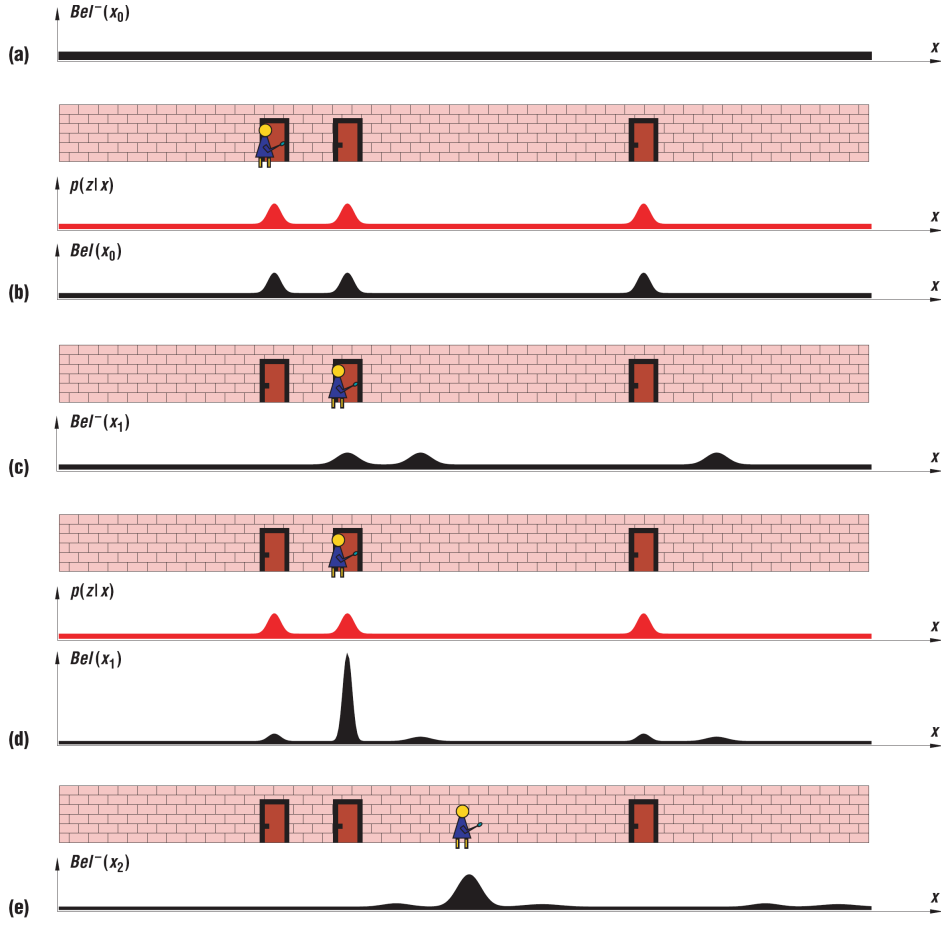 Bel⁻(x₀)
(a)
x
p(z|x)
x
Bel(x₀)
(b)
x
Bel⁻(x₁)
(c)
x
p(z|x)
x
Bel(x₁)
(d)
x
Bel⁻(x₂)
(e)
x